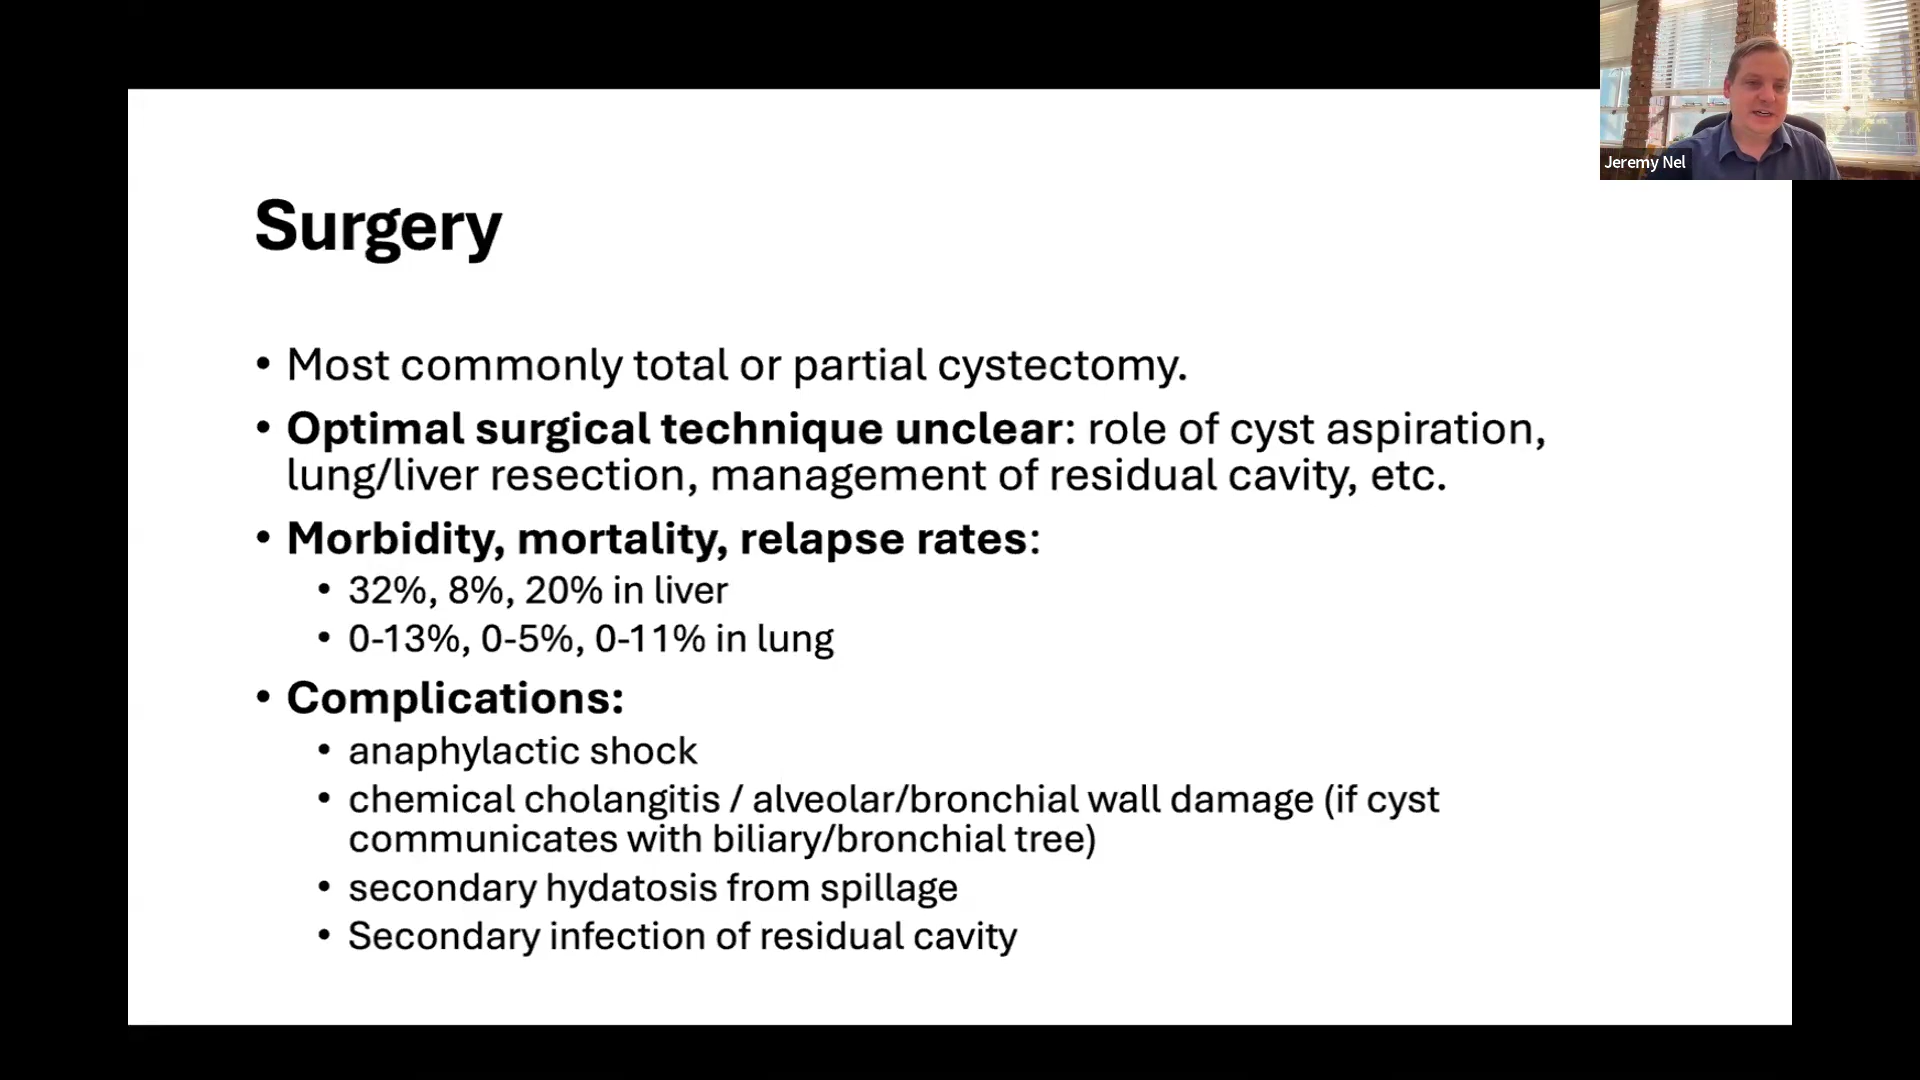 Jeremy Nel
Surgery
• Most commonly total or partial cystectomy.
• Optimal surgical technique unclear: role of cyst aspiration,
lung/liver resection, management of residual cavity, etc.
• Morbidity, mortality, relapse rates:
• 32%, 8%, 20% in liver
• 0-13%, 0-5%, 0-11% in lung
• Complications:
• anaphylactic shock
• chemical cholangitis / alveolar/bronchial wall damage (if cyst
communicates with biliary/bronchial tree)
• secondary hydatosis from spillage
• Secondary infection of residual cavity